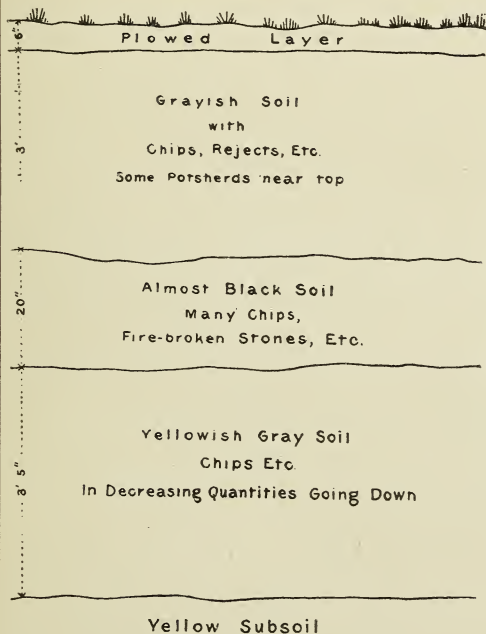 6"
Plowed Layer
3'
Grayish Soil
with
Chips, Rejects, Etc.
Some Potsherds near top
20"
Almost Black Soil
Many Chips,
Fire-broken Stones, Etc.
3' 5"
Yellowish Gray Soil
Chips Etc.
In Decreasing Quantities Going Down
Yellow Subsoil